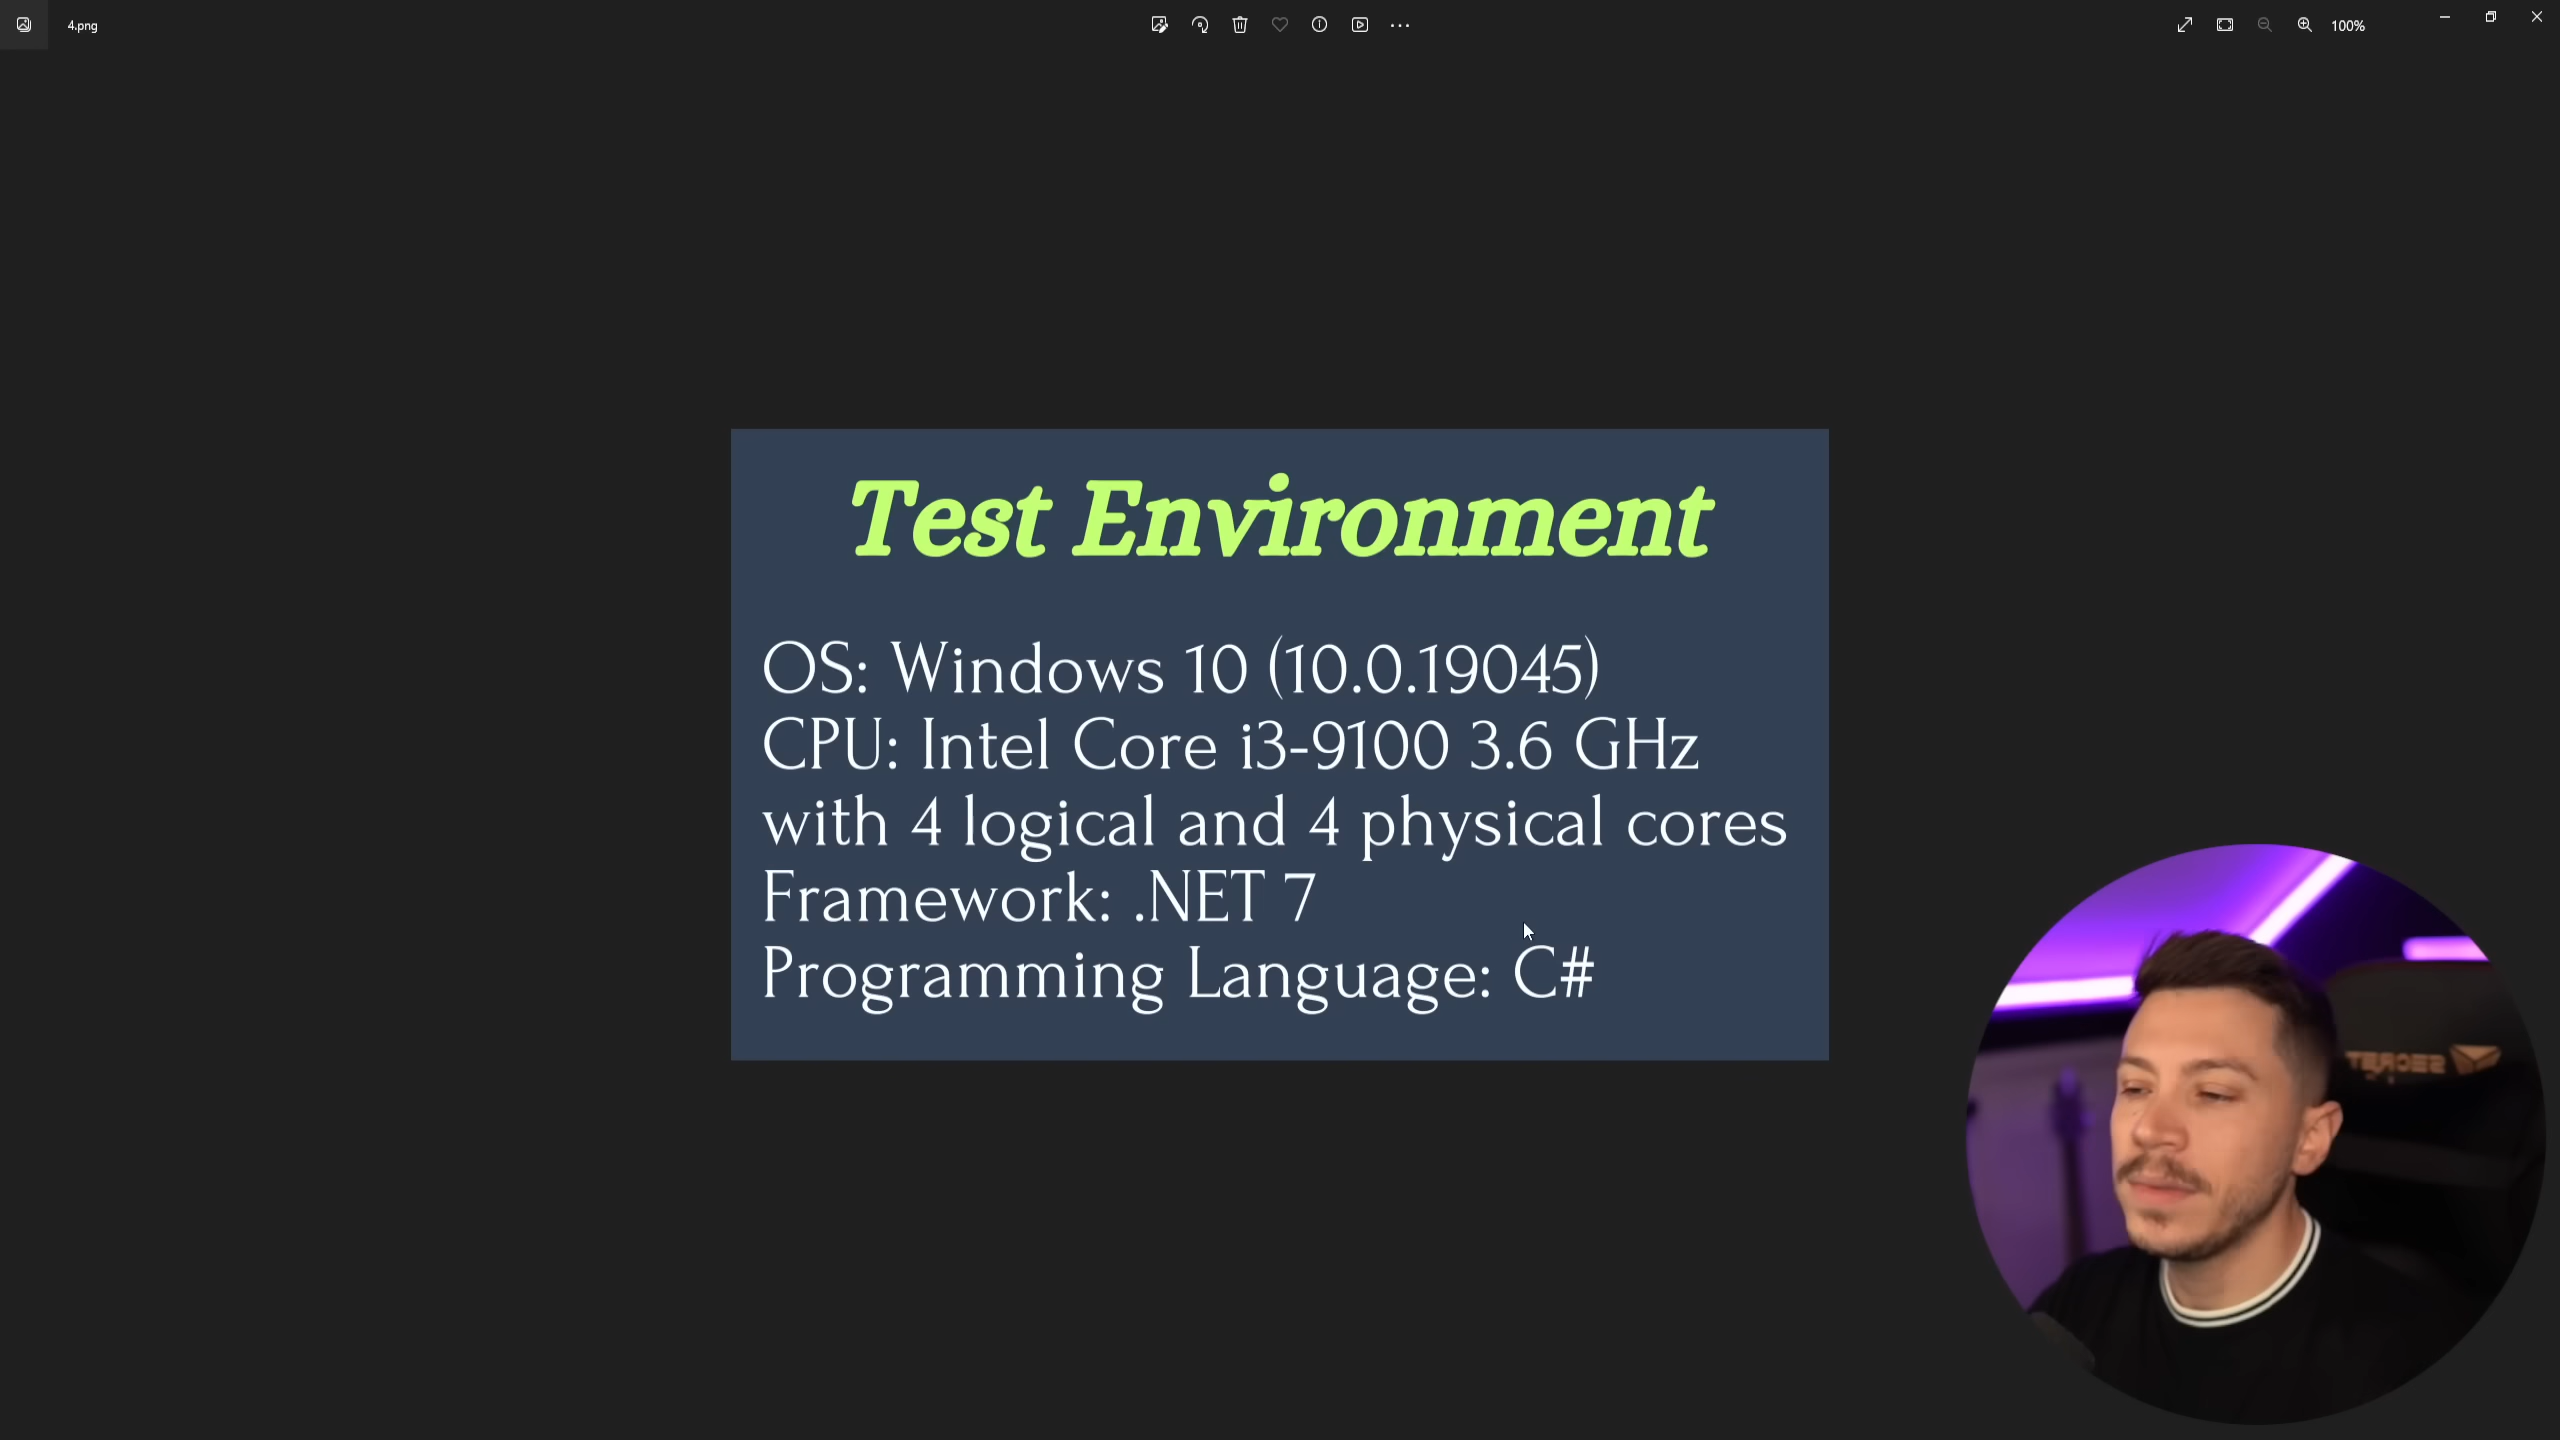 4.png
100%
Test Environment
OS: Windows 10 (10.0.19045)
CPU: Intel Core i3-9100 3.6 GHz
with 4 logical and 4 physical cores
Framework: .NET 7
Programming Language: C#
SECRET